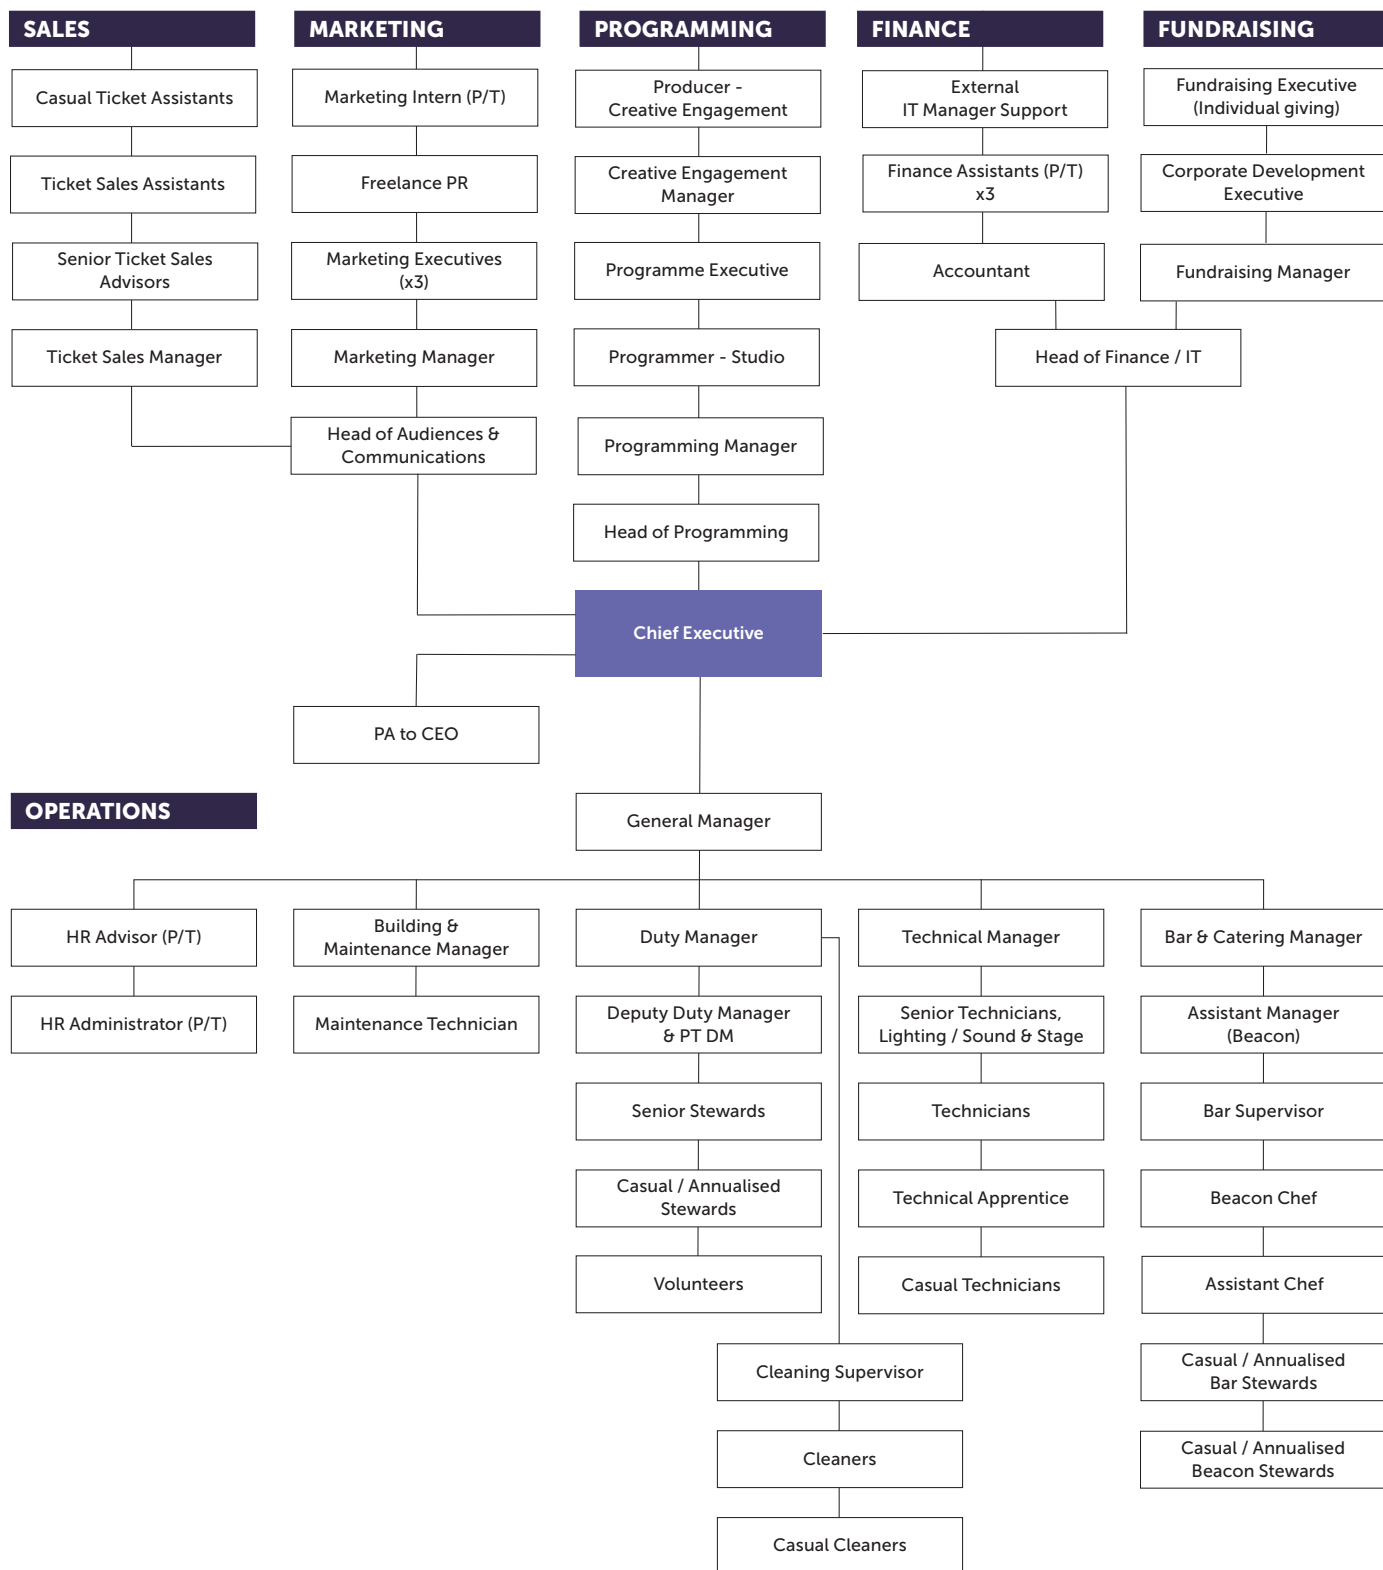 SALES
MARKETING
PROGRAMMING
FINANCE
FUNDRAISING
Casual Ticket Assistants
Ticket Sales Assistants
Senior Ticket Sales
Advisors
Ticket Sales Manager
Marketing Intern (P/T)
Freelance PR
Marketing Executives
(x3)
Marketing Manager
Head of Audiences &
Communications
Producer -
Creative Engagement
Creative Engagement
Manager
Programme Executive
Programmer - Studio
Programming Manager
Head of Programming
External
IT Manager Support
Finance Assistants (P/T)
x3
Accountant
Fundraising Executive
(Individual giving)
Corporate Development
Executive
Fundraising Manager
Head of Finance / IT
Chief Executive
PA to CEO
OPERATIONS
General Manager
HR Advisor (P/T)
HR Administrator (P/T)
Building &
Maintenance Manager
Maintenance Technician
Duty Manager
Deputy Duty Manager
& PT DM
Senior Stewards
Casual / Annualised
Stewards
Volunteers
Cleaning Supervisor
Cleaners
Casual Cleaners
Technical Manager
Senior Technicians,
Lighting / Sound & Stage
Technicians
Technical Apprentice
Casual Technicians
Bar & Catering Manager
Assistant Manager
(Beacon)
Bar Supervisor
Beacon Chef
Assistant Chef
Casual / Annualised
Bar Stewards
Casual / Annualised
Beacon Stewards